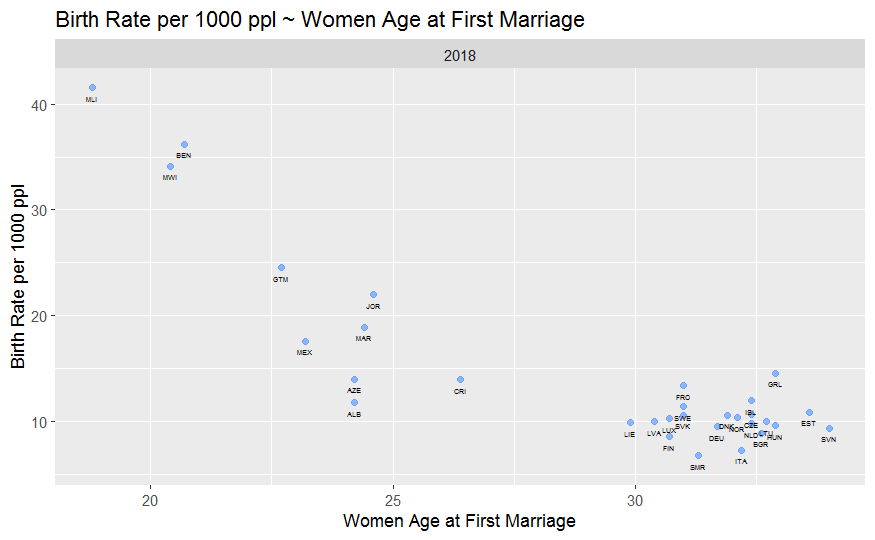 Birth Rate per 1000 ppl ~ Women Age at First Marriage
2018
Birth Rate per 1000 ppl
40
30
20
10
MLI
BEN
MWI
GTM
JOR
MAR
MEX
AZE
CRI
ALB
GRL
FRO
ISL
SWE
EST
SVK
DNK
CZE
LIE
LVA
LUX
NOR
DEU
NLD
HUN
SVN
FIN
BGR
ITA
SMR
20
25
30
Women Age at First Marriage